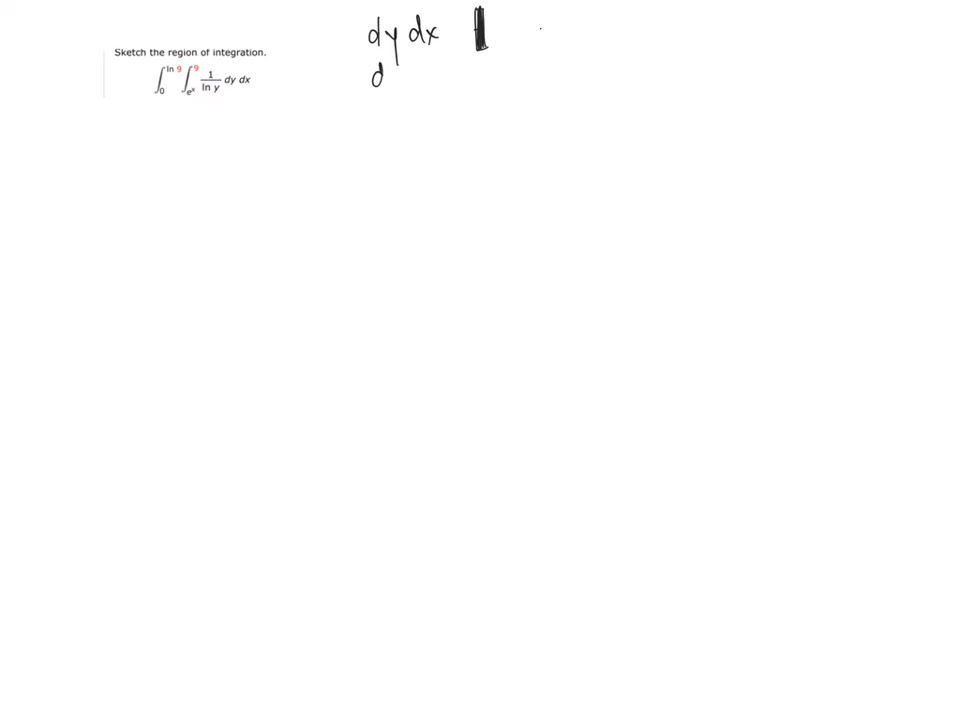 Sketch the region of integration.
∫₀^{ln 9} ∫_{eˣ}^{9} 1/ln y dy dx
dy dx
d